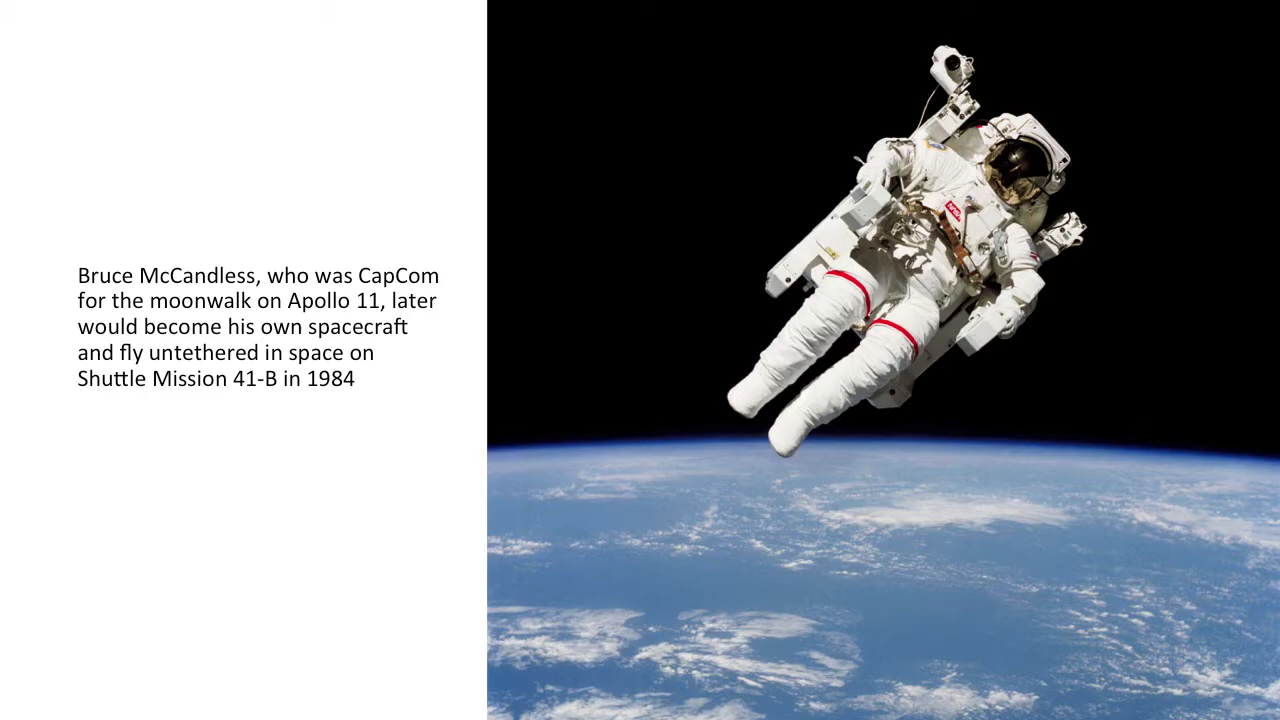 Bruce McCandless, who was CapCom
for the moonwalk on Apollo 11, later
would become his own spacecraft
and fly untethered in space on
Shuttle Mission 41-B in 1984
NASA